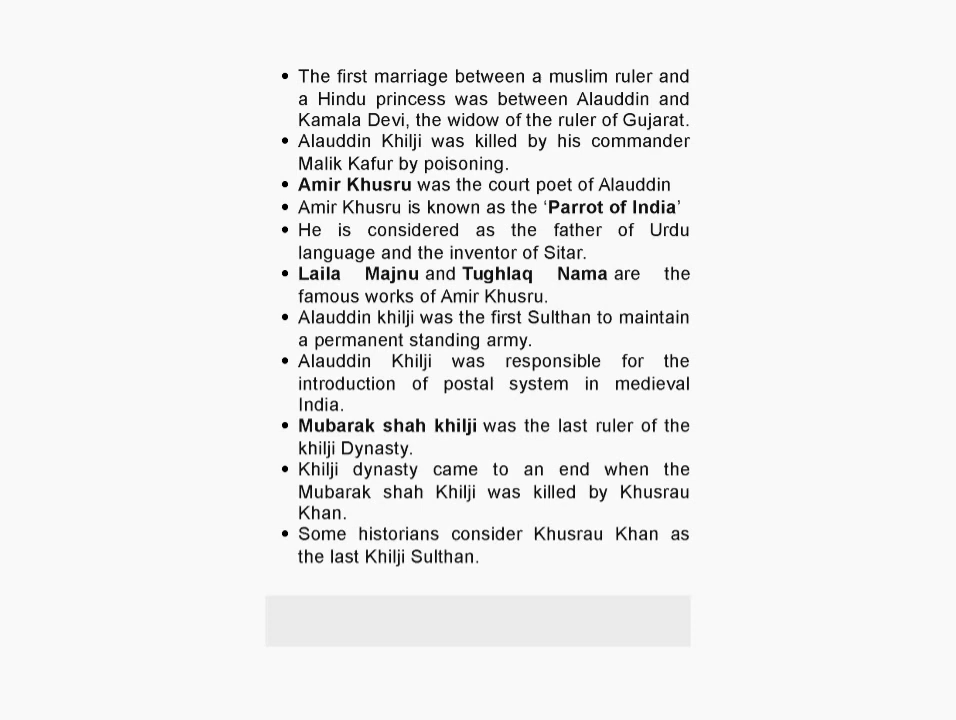 • The first marriage between a muslim ruler and
a Hindu princess was between Alauddin and
Kamala Devi, the widow of the ruler of Gujarat.
• Alauddin Khilji was killed by his commander
Malik Kafur by poisoning.
• Amir Khusru was the court poet of Alauddin
• Amir Khusru is known as the ‘Parrot of India’
• He is considered as the father of Urdu
language and the inventor of Sitar.
• Laila Majnu and Tughlaq Nama are the
famous works of Amir Khusru.
• Alauddin khilji was the first Sulthan to maintain
a permanent standing army.
• Alauddin Khilji was responsible for the
introduction of postal system in medieval
India.
• Mubarak shah khilji was the last ruler of the
khilji Dynasty.
• Khilji dynasty came to an end when the
Mubarak shah Khilji was killed by Khusrau
Khan.
• Some historians consider Khusrau Khan as
the last Khilji Sulthan.